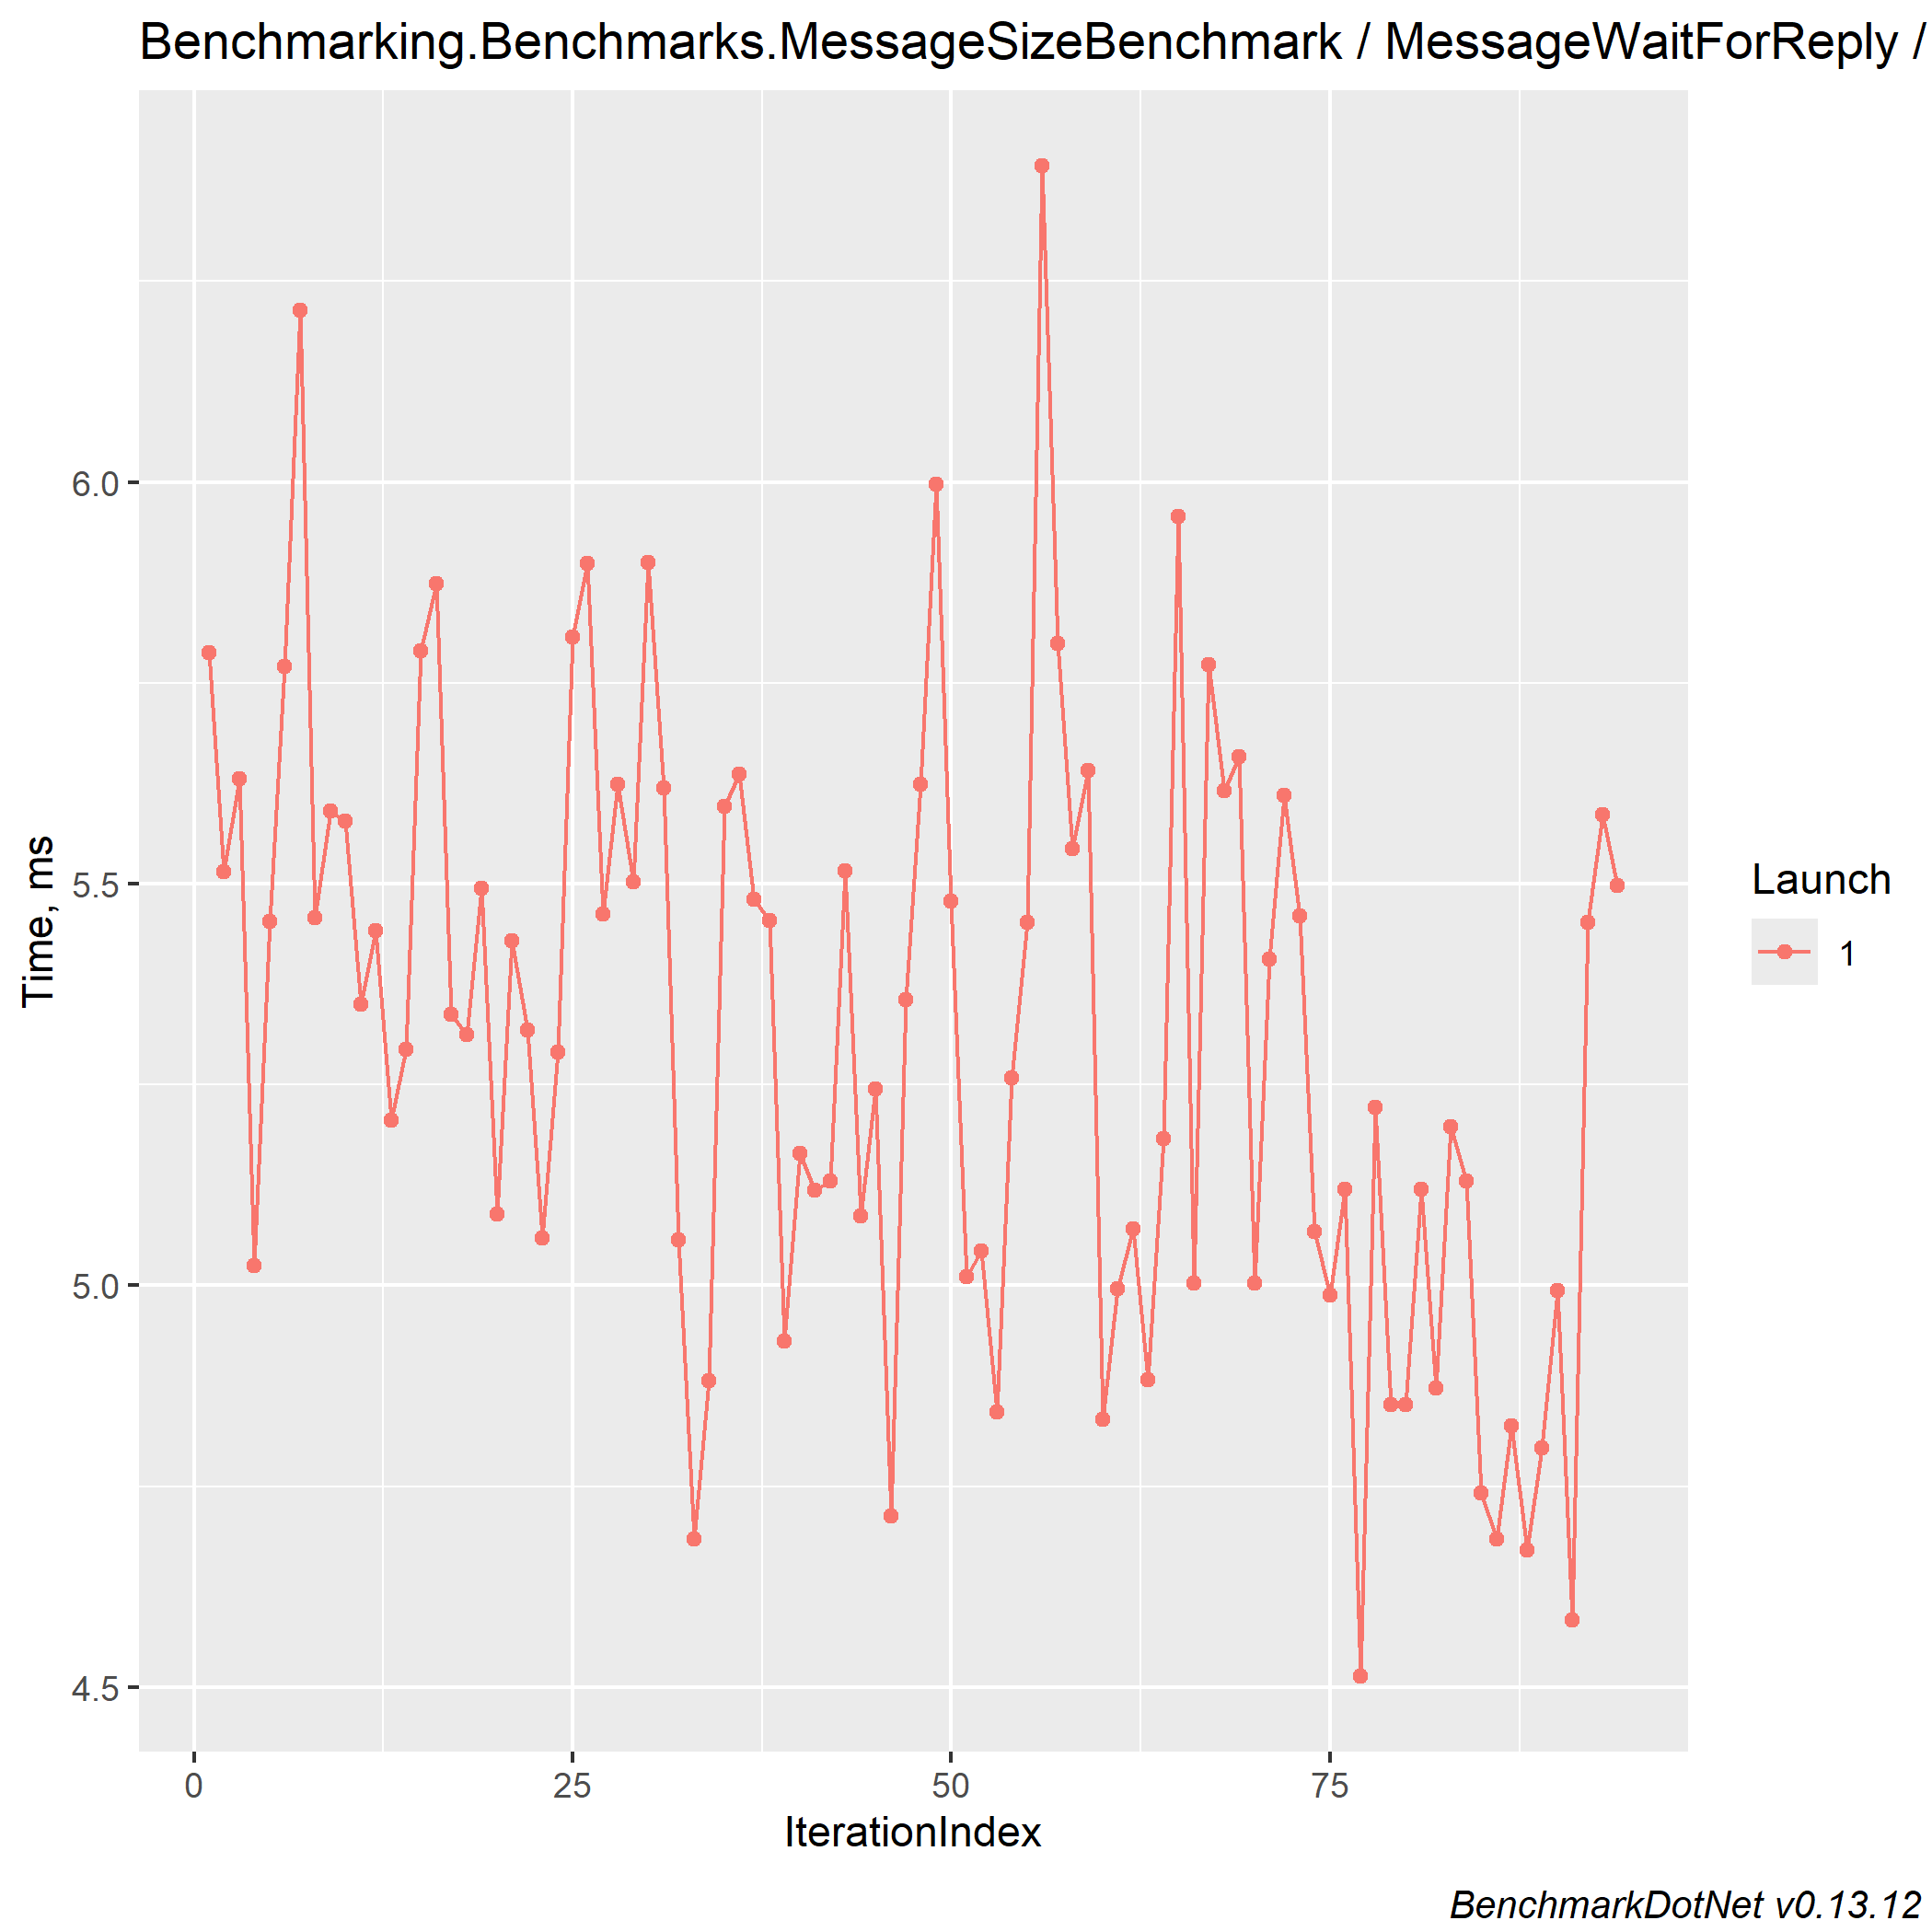 Benchmarking.Benchmarks.MessageSizeBenchmark / MessageWaitForReply /
6.0
5.5
5.0
4.5
Time, ms
0 25 50 75
IterationIndex
Launch
1
BenchmarkDotNet v0.13.12